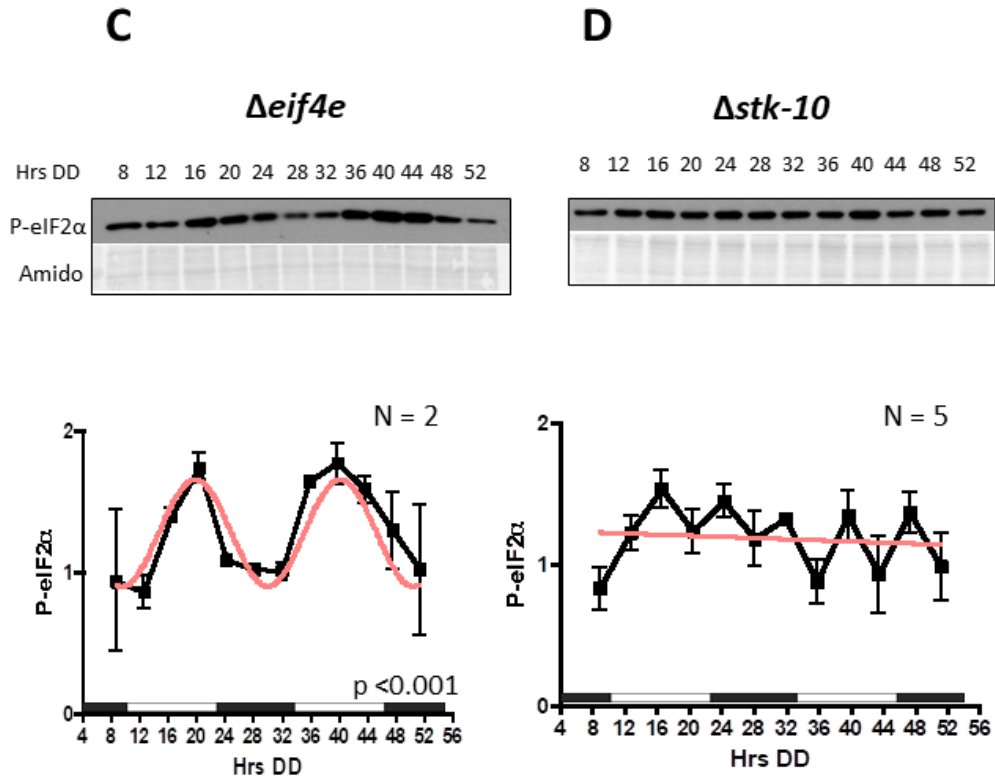 C
D
Δeif4e
Δstk-10
Hrs DD 8 12 16 20 24 28 32 36 40 44 48 52
8 12 16 20 24 28 32 36 40 44 48 52
P-eIF2α
Amido
N = 2
N = 5
2
1
0
P-eIF2α
p <0.001
4 8 12 16 20 24 28 32 36 40 44 48 52 56
Hrs DD
2
1
0
P-eIF2α
4 8 12 16 20 24 28 32 36 40 44 48 52 56
Hrs DD